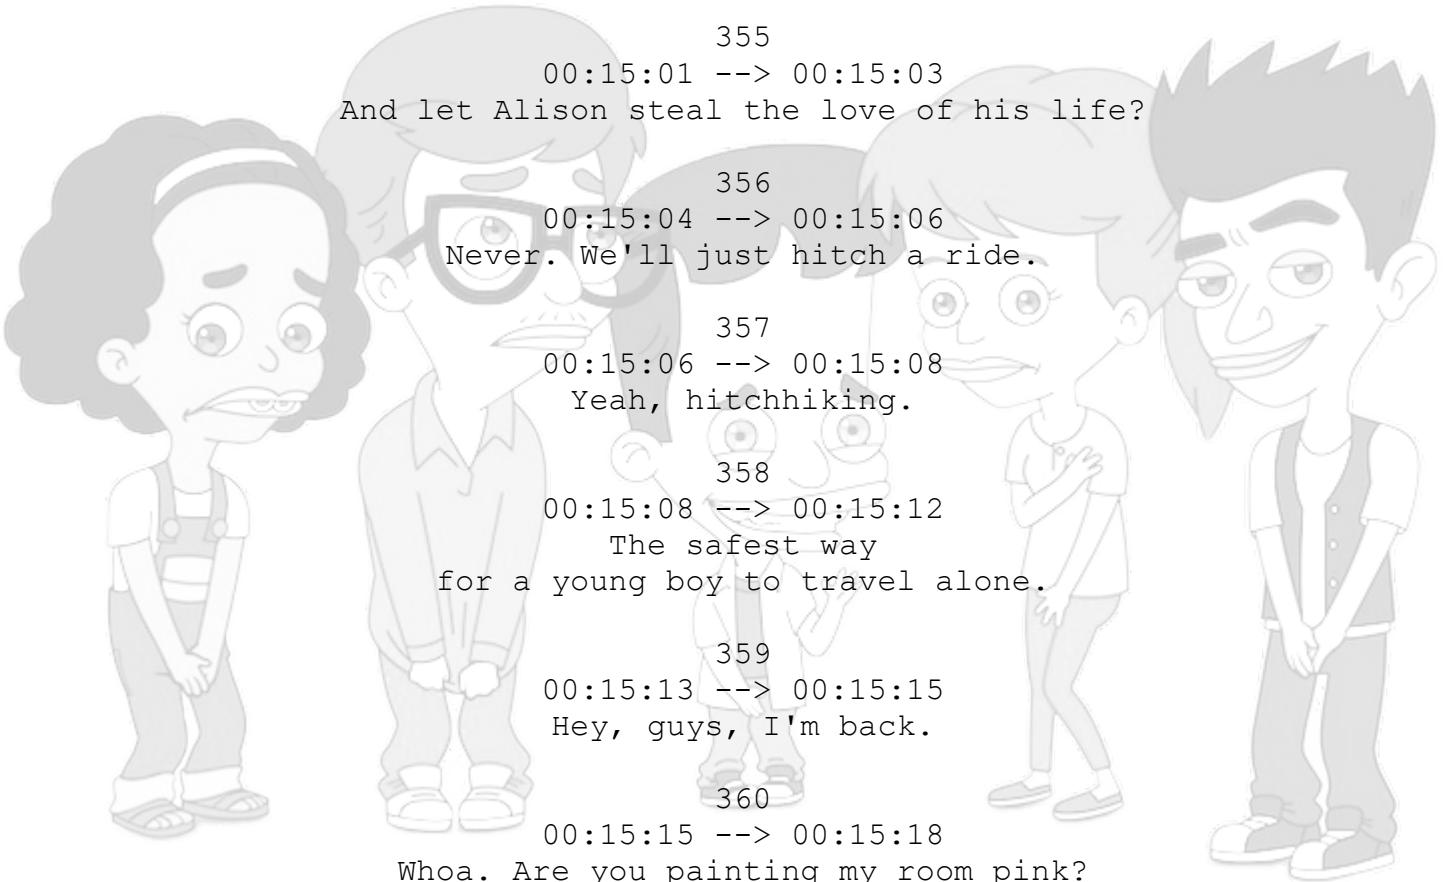 355
00:15:01 --> 00:15:03
And let Alison steal the love of his life?
356
00:15:04 --> 00:15:06
Never. We'll just hitch a ride.
357
00:15:06 --> 00:15:08
Yeah, hitchhiking.
358
00:15:08 --> 00:15:12
The safest way
for a young boy to travel alone.
359
00:15:13 --> 00:15:15
Hey, guys, I'm back.
360
00:15:15 --> 00:15:18
Whoa. Are you painting my room pink?